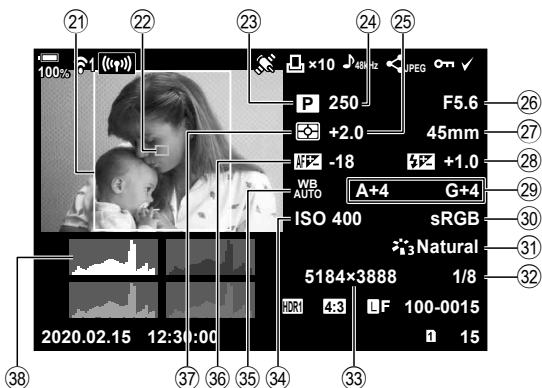 21 22 23 24 25
100% 1 ×10 48kHz JPEG
P 250 F5.6 26
+2.0 45mm 27
AF -18 +1.0 28
WB AUTO A+4 G+4 29
ISO 400 sRGB 30
3 Natural 31
5184×3888 1/8 32
HDR1 4:3 L F 100-0015
2020.02.15 12:30:00 1 15
38 37 36 35 34 33